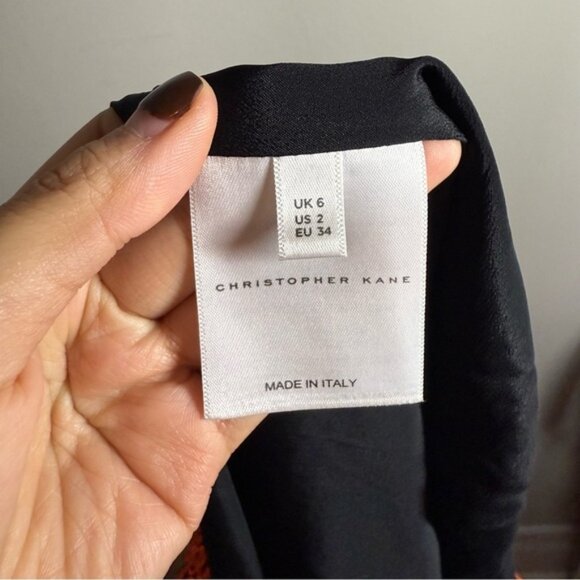 UK 6
US 2
EU 34
CHRISTOPHER KANE
MADE IN ITALY